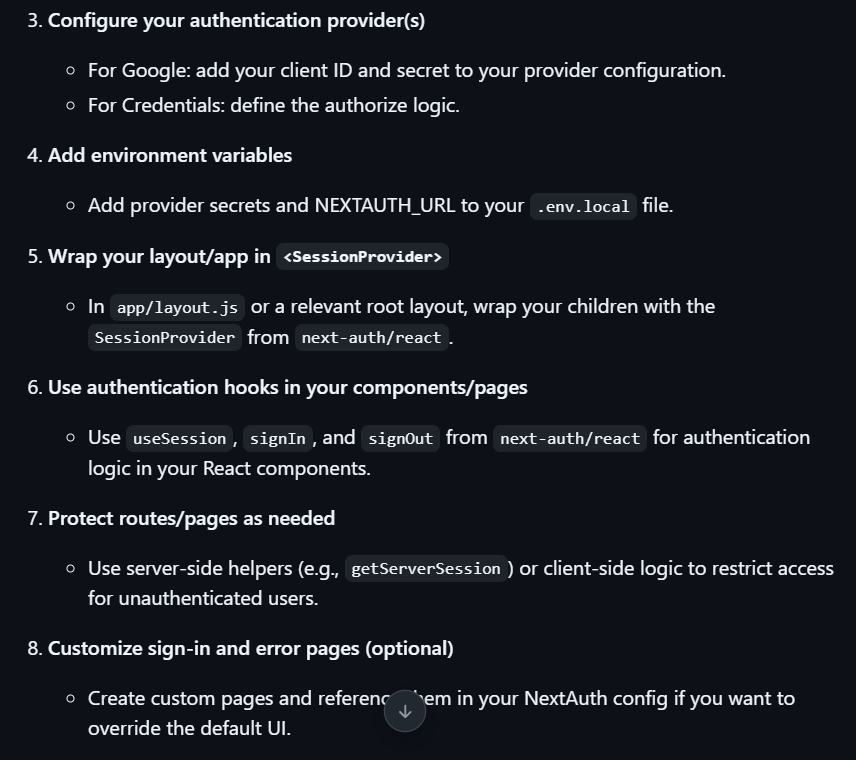 3. Configure your authentication provider(s)
For Google: add your client ID and secret to your provider configuration.
For Credentials: define the authorize logic.
4. Add environment variables
Add provider secrets and NEXTAUTH_URL to your .env.local file.
5. Wrap your layout/app in <SessionProvider>
In app/layout.js or a relevant root layout, wrap your children with the
SessionProvider from next-auth/react.
6. Use authentication hooks in your components/pages
Use useSession, signIn, and signOut from next-auth/react for authentication
logic in your React components.
7. Protect routes/pages as needed
Use server-side helpers (e.g., getServerSession) or client-side logic to restrict access
for unauthenticated users.
8. Customize sign-in and error pages (optional)
Create custom pages and in your NextAuth config if you want to
override the default UI.